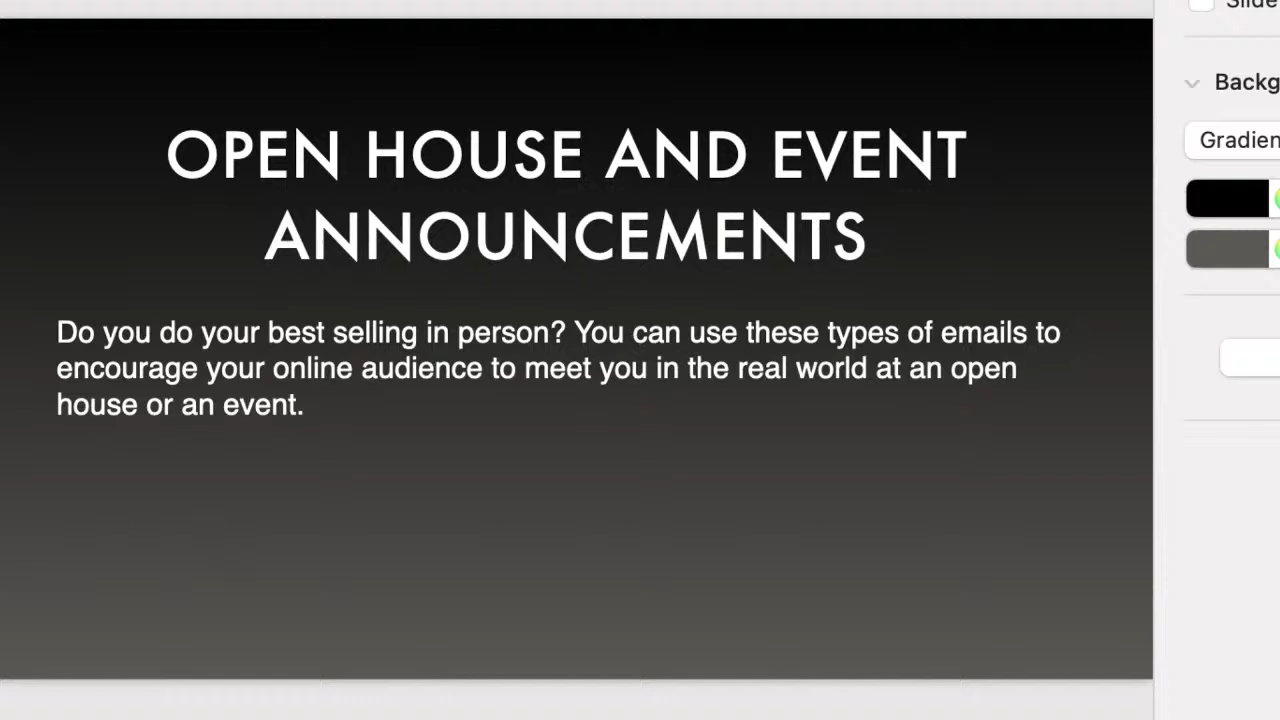 Backg
Gradien
OPEN HOUSE AND EVENT
ANNOUNCEMENTS
Do you do your best selling in person? You can use these types of emails to
encourage your online audience to meet you in the real world at an open
house or an event.